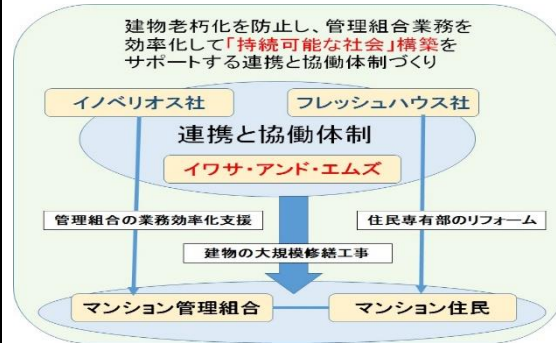 建物老朽化を防止し、管理組合業務を
効率化して「持続可能な社会」構築を
サポートする連携と協働体制づくり
イノベリオス社
フレッシュハウス社
連携と協働体制
イワサ・アンド・エムズ
管理組合の業務効率化支援
住民専有部のリフォーム
建物の大規模修繕工事
マンション管理組合
マンション住民